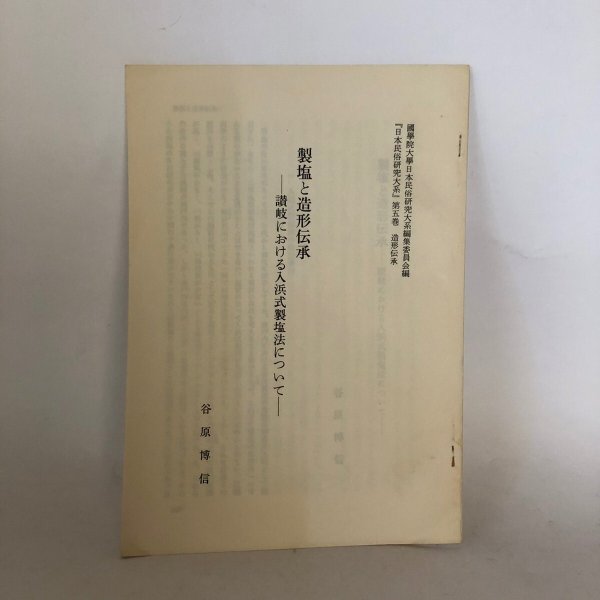 國學院大學日本民俗研究大系編集委員会編
『日本民俗研究大系』第五巻 造形伝承
製塩と造形伝承
――讃岐における入浜式製塩法について――
谷原博信